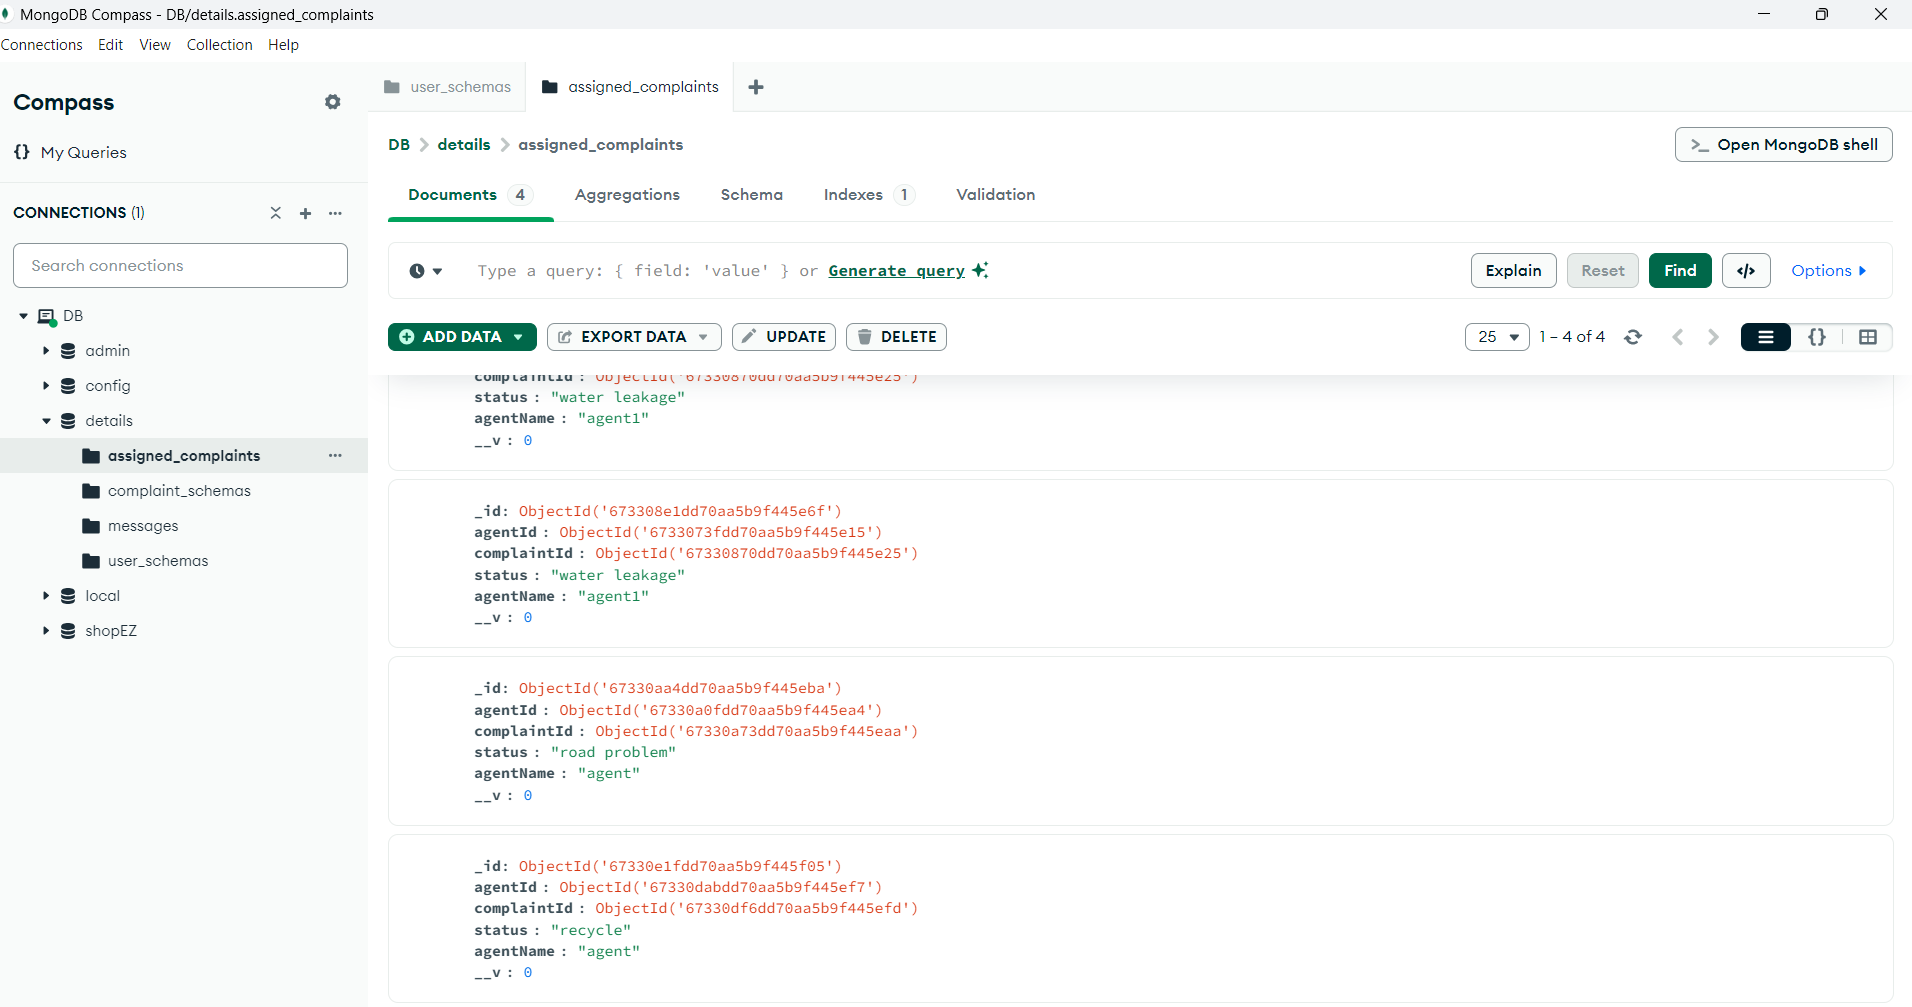 MongoDB Compass - DB/details.assigned_complaints
Connections Edit View Collection Help
Compass
{} My Queries
CONNECTIONS (1)
Search connections
DB
admin
config
details
assigned_complaints
complaint_schemas
messages
user_schemas
local
shopEZ
user_schemas assigned_complaints
DB > details > assigned_complaints
>_ Open MongoDB shell
Documents 4 Aggregations Schema Indexes 1 Validation
Type a query: { field: 'value' } or Generate query
Explain Reset Find </> Options
ADD DATA EXPORT DATA UPDATE DELETE
25 1 – 4 of 4 {}
complaintId : ObjectId('67330870dd70aa5b9f445e25')
status : "water leakage"
agentName : "agent1"
__v : 0
_id: ObjectId('673308e1dd70aa5b9f445e6f')
agentId : ObjectId('6733073fdd70aa5b9f445e15')
complaintId : ObjectId('67330870dd70aa5b9f445e25')
status : "water leakage"
agentName : "agent1"
__v : 0
_id: ObjectId('67330aa4dd70aa5b9f445eba')
agentId : ObjectId('67330a0fdd70aa5b9f445ea4')
complaintId : ObjectId('67330a73dd70aa5b9f445eaa')
status : "road problem"
agentName : "agent"
__v : 0
_id: ObjectId('67330e1fdd70aa5b9f445f05')
agentId : ObjectId('67330dabdd70aa5b9f445ef7')
complaintId : ObjectId('67330df6dd70aa5b9f445efd')
status : "recycle"
agentName : "agent"
__v : 0